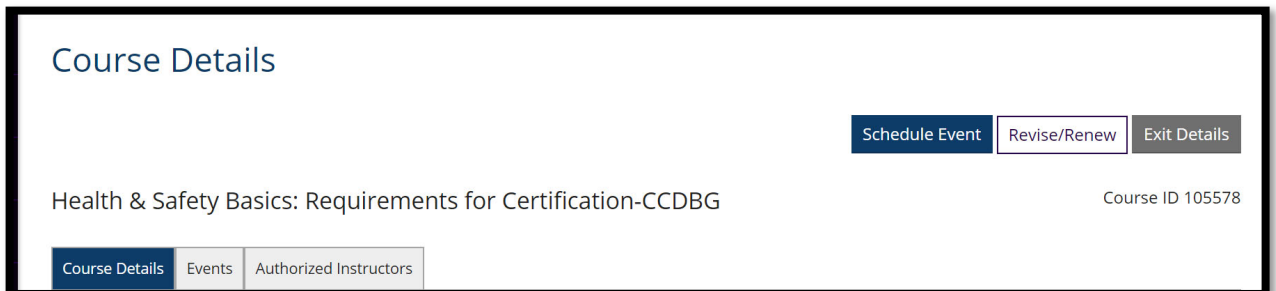 Course Details
Schedule Event Revise/Renew Exit Details
Health & Safety Basics: Requirements for Certification-CCDBG Course ID 105578
Course Details Events Authorized Instructors